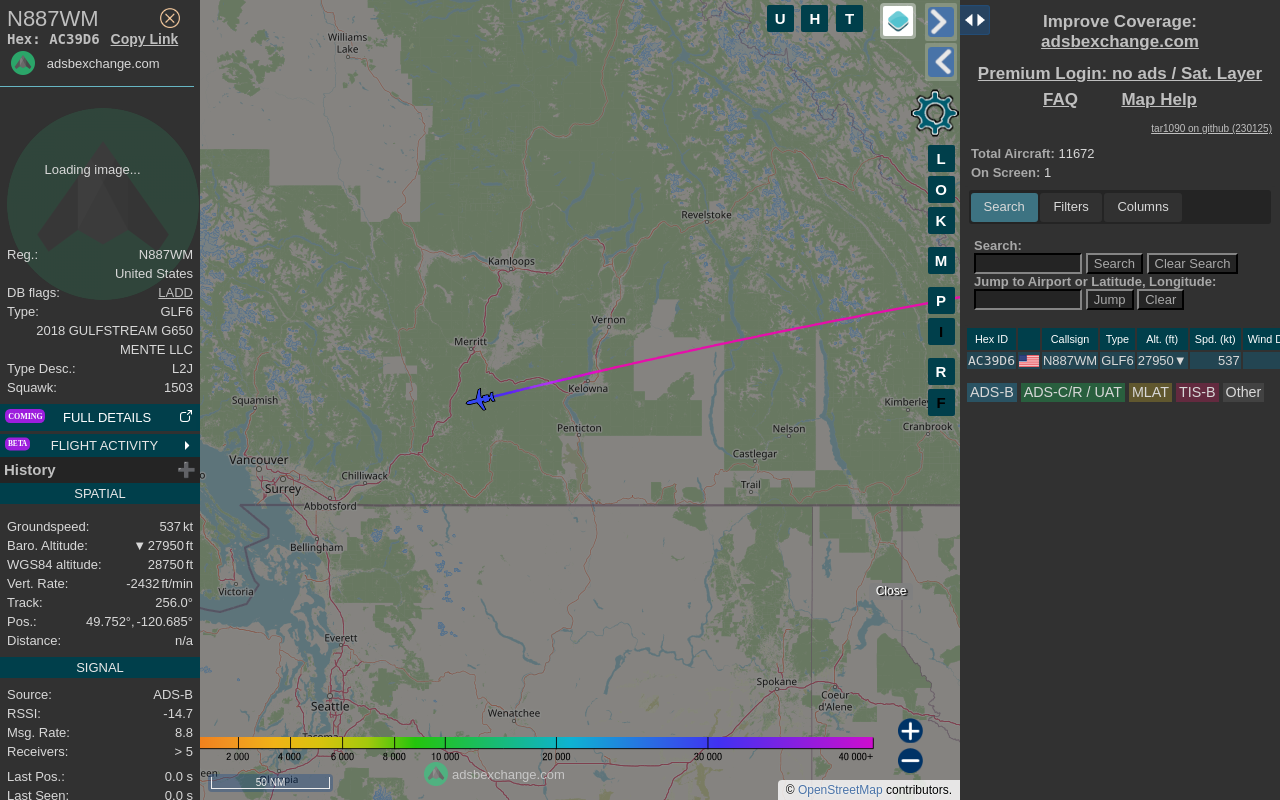 N887WM
Hex: AC39D6 Copy Link
adsbexchange.com
Loading image...
Reg.: N887WM
United States
DB flags: LADD
Type: GLF6
2018 GULFSTREAM G650
MENTE LLC
Type Desc.: L2J
Squawk: 1503
COMING FULL DETAILS
BETA FLIGHT ACTIVITY
History
SPATIAL
Groundspeed: 537 kt
Baro. Altitude: ▼ 27950 ft
WGS84 altitude: 28750 ft
Vert. Rate: -2432 ft/min
Track: 256.0°
Pos.: 49.752°, -120.685°
Distance: n/a
SIGNAL
Source: ADS-B
RSSI: -14.7
Msg. Rate: 8.8
Receivers: > 5
Last Pos.: 0.0 s
Last Seen: 0.0 s
U H T
Williams
Lake
Revelstoke
Kamloops
Vernon
Merritt
Kelowna
Squamish
Penticton
Nelson
Kimberley
Cranbrook
Castlegar
Vancouver
Surrey
Chilliwack
Trail
Abbotsford
Bellingham
Victoria
Everett
Seattle
Wenatchee
Spokane
Coeur
d'Alene
Tacoma
L
O
K
M
P
I
R
F
Close
2 000 4 000 6 000 8 000 10 000 20 000 30 000 40 000+
50 NM
adsbexchange.com
© OpenStreetMap contributors.
Improve Coverage:
adsbexchange.com
Premium Login: no ads / Sat. Layer
FAQ Map Help
tar1090 on github (230125)
Total Aircraft: 11672
On Screen: 1
Search Filters Columns
Search:
Search Clear Search
Jump to Airport or Latitude, Longitude:
Jump Clear
Hex ID Callsign Type Alt. (ft) Spd. (kt) Wind D
AC39D6 N887WM GLF6 27950▼ 537
ADS-B ADS-C/R / UAT MLAT TIS-B Other